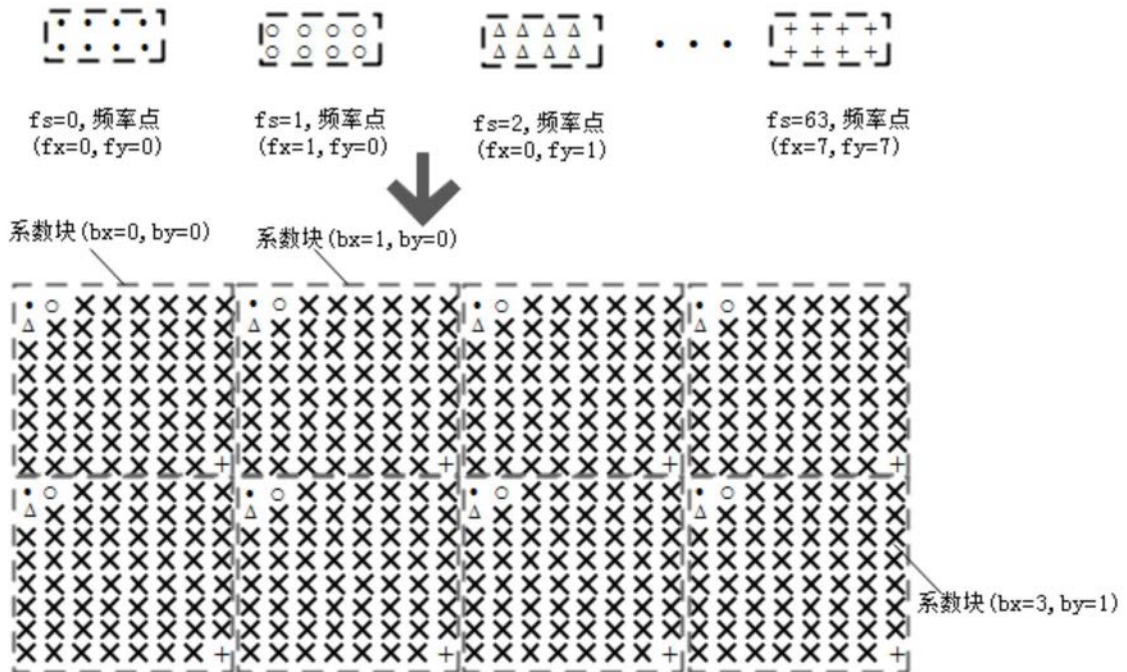 fs=0,频率点
(fx=0,fy=0)
fs=1,频率点
(fx=1,fy=0)
fs=2,频率点
(fx=0,fy=1)
fs=63,频率点
(fx=7,fy=7)
系数块(bx=0,by=0)
系数块(bx=1,by=0)
系数块(bx=3,by=1)